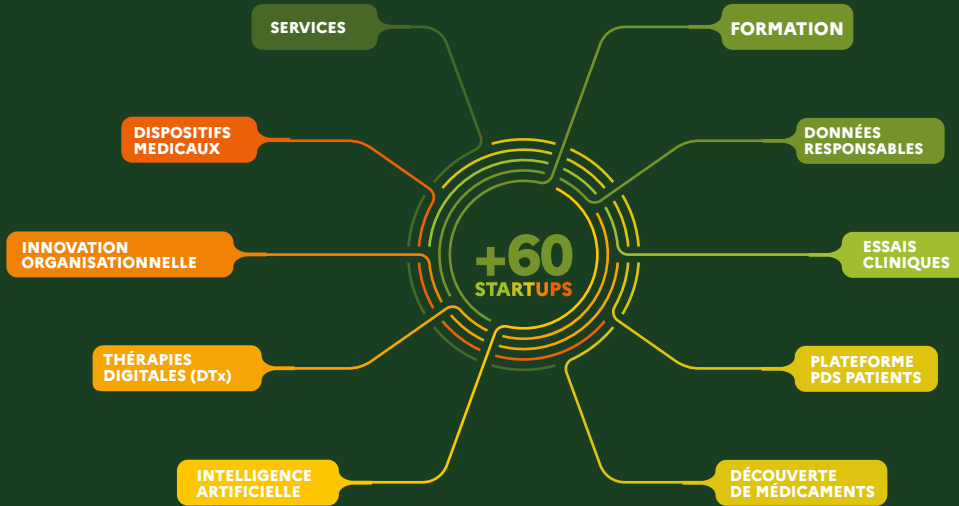 SERVICES
FORMATION
DISPOSITIFS
MEDICAUX
DONNÉES
RESPONSABLES
INNOVATION
ORGANISATIONNELLE
+60
STARTUPS
ESSAIS
CLINIQUES
THÉRAPIES
DIGITALES (DTx)
PLATEFORME
PDS PATIENTS
INTELLIGENCE
ARTIFICIELLE
DÉCOUVERTE
DE MÉDICAMENTS